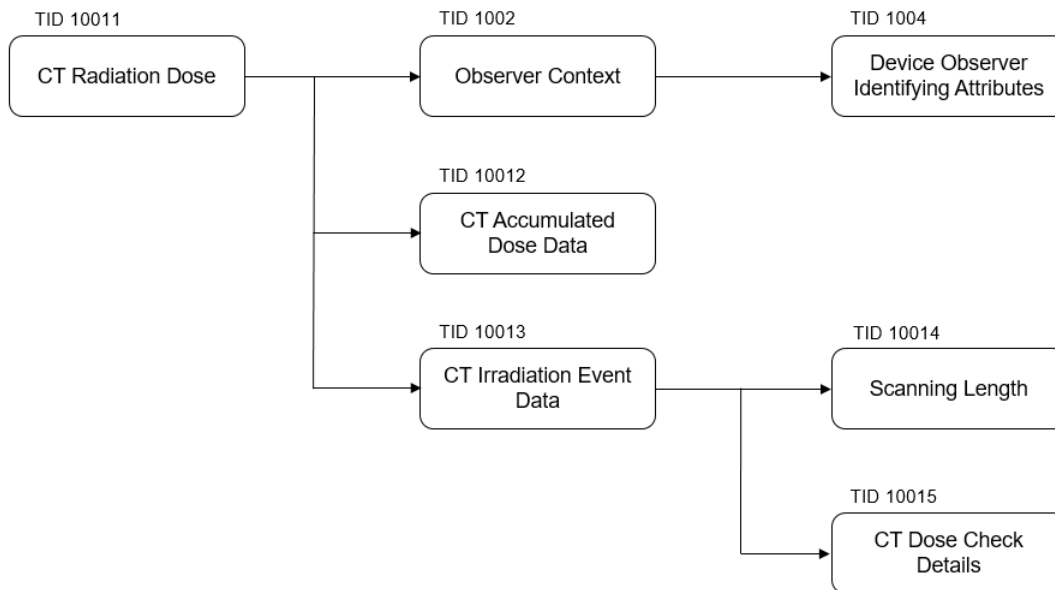 TID 10011
CT Radiation Dose
TID 1002
Observer Context
TID 1004
Device Observer
Identifying Attributes
TID 10012
CT Accumulated
Dose Data
TID 10013
CT Irradiation Event
Data
TID 10014
Scanning Length
TID 10015
CT Dose Check
Details